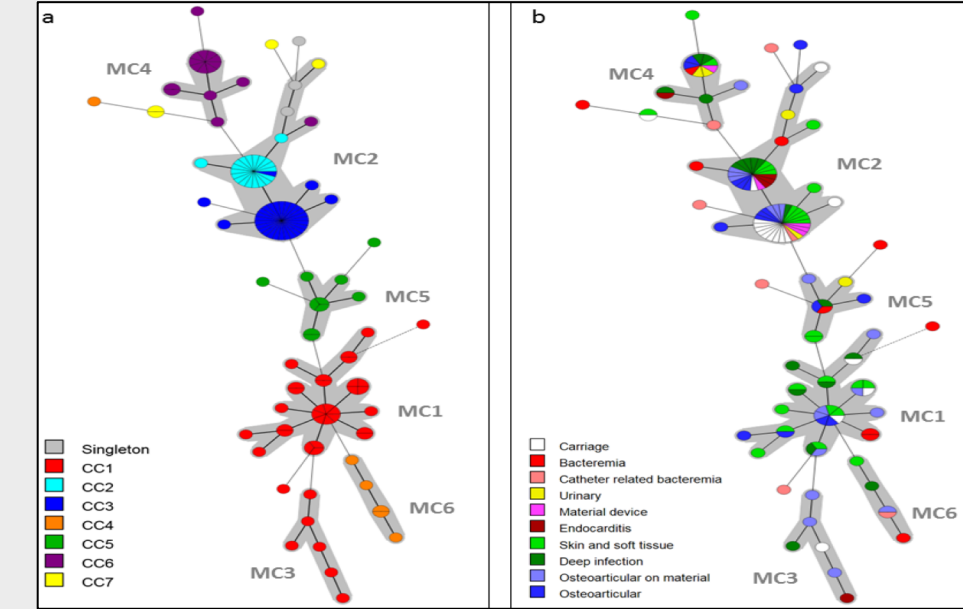 a
MC4
MC2
MC5
MC1
MC6
MC3
Singleton
CC1
CC2
CC3
CC4
CC5
CC6
CC7
b
MC4
MC2
MC5
MC1
MC6
MC3
Carriage
Bacteremia
Catheter related bacteremia
Urinary
Material device
Endocarditis
Skin and soft tissue
Deep infection
Osteoarticular on material
Osteoarticular